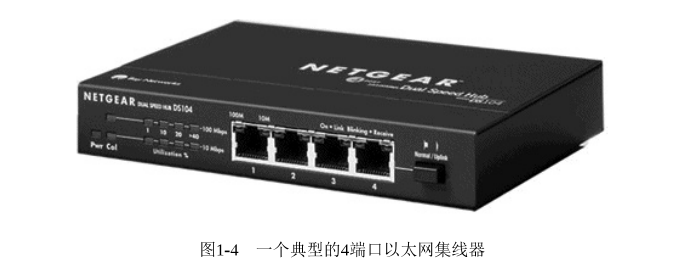 NETGEAR
Dual Speed Hub
DS104
Bay Networks
NETGEAR DUAL SPEED HUB DS104
100M 10M On • Link Blinking • Receive
1 10 20 +40 -100 Mbps
-10 Mbps
Pwr Col Utilization %
Normal/Uplink
1 2 3 4
图1-4 一个典型的4端口以太网集线器